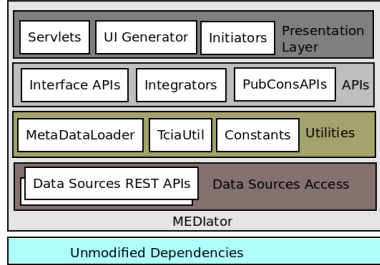 Servlets UI Generator Initiators Presentation
Layer
Interface APIs Integrators PubConsAPIs APIs
MetaDataLoader TciaUtil Constants Utilities
Data Sources REST APIs Data Sources Access
MEDIator
Unmodified Dependencies